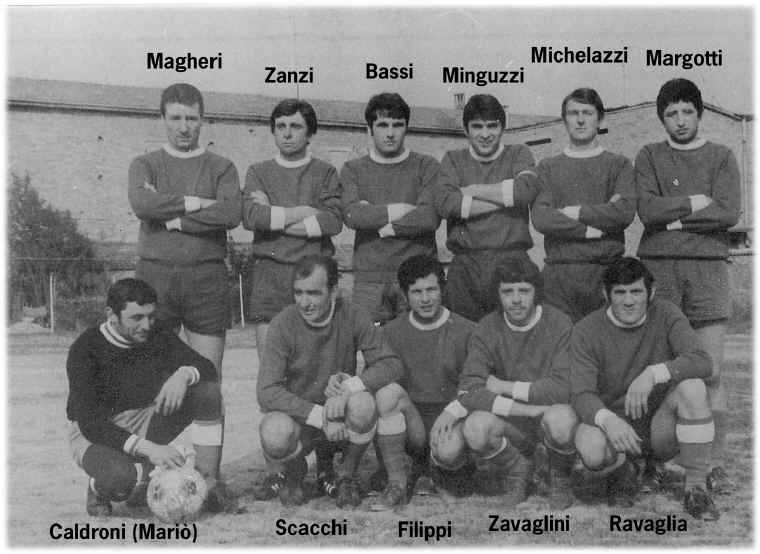 Magheri Zanzi Bassi Minguzzi Michelazzi Margotti
Caldroni (Mariò) Scacchi Filippi Zavaglini Ravaglia